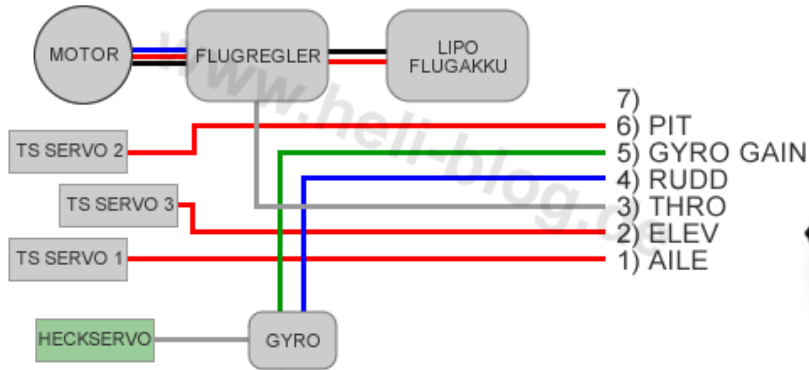 MOTOR
FLUGREGLER
LIPO
FLUGAKKU
www.heli-blog.de
7)
6) PIT
5) GYRO GAIN
4) RUDD
3) THRO
2) ELEV
1) AILE
TS SERVO 2
TS SERVO 3
TS SERVO 1
HECKSERVO
GYRO